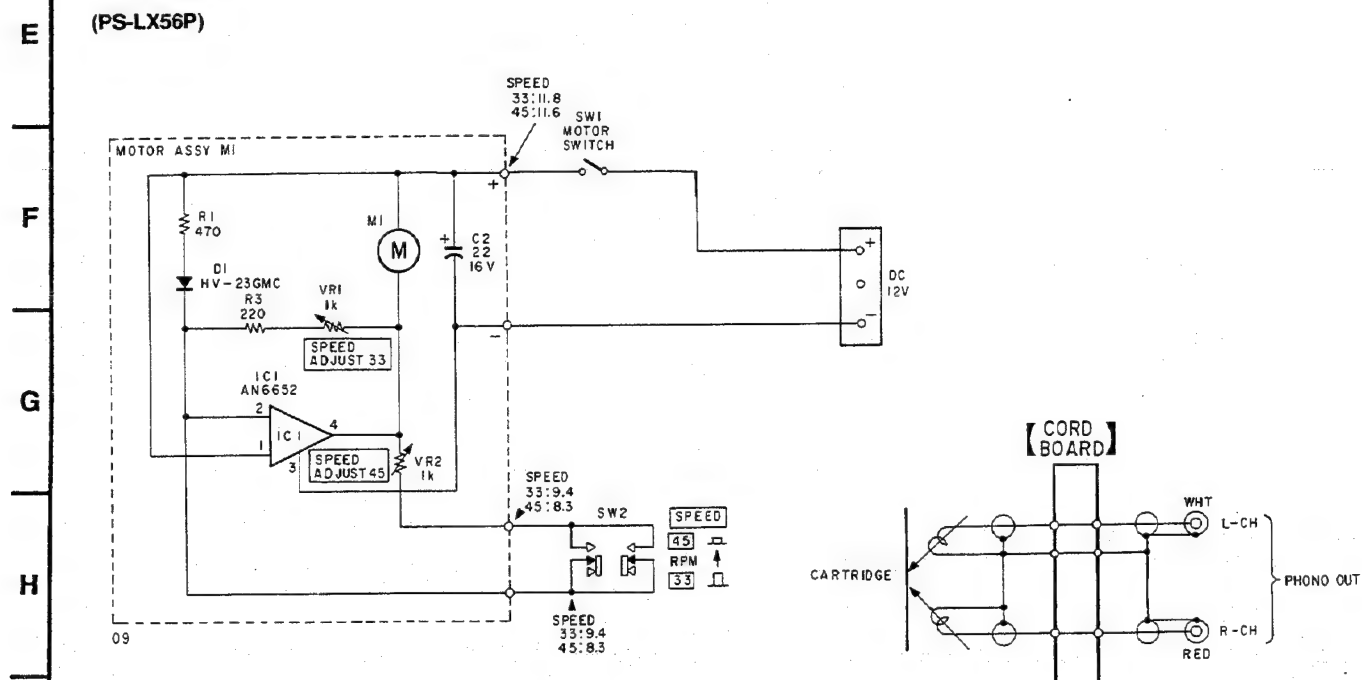 E
(PS-LX56P)
SPEED
33:11.8
45:11.6
SW1
MOTOR
SWITCH
MOTOR ASSY M1
+
F
R1
470
M1
M
+
C2
22
16V
+
DC
12V
−
D1
HV-23GMC
R3
220
VR1
1k
−
SPEED
ADJUST 33
G
IC1
AN6652
2
4
1
IC1
3
SPEED
ADJUST 45
VR2
1k
【CORD
BOARD】
SPEED
33:9.4
45:8.3
SW2
SPEED
45
RPM
33
WHT
L-CH
H
CARTRIDGE
PHONO OUT
SPEED
33:9.4
45:8.3
R-CH
RED
09